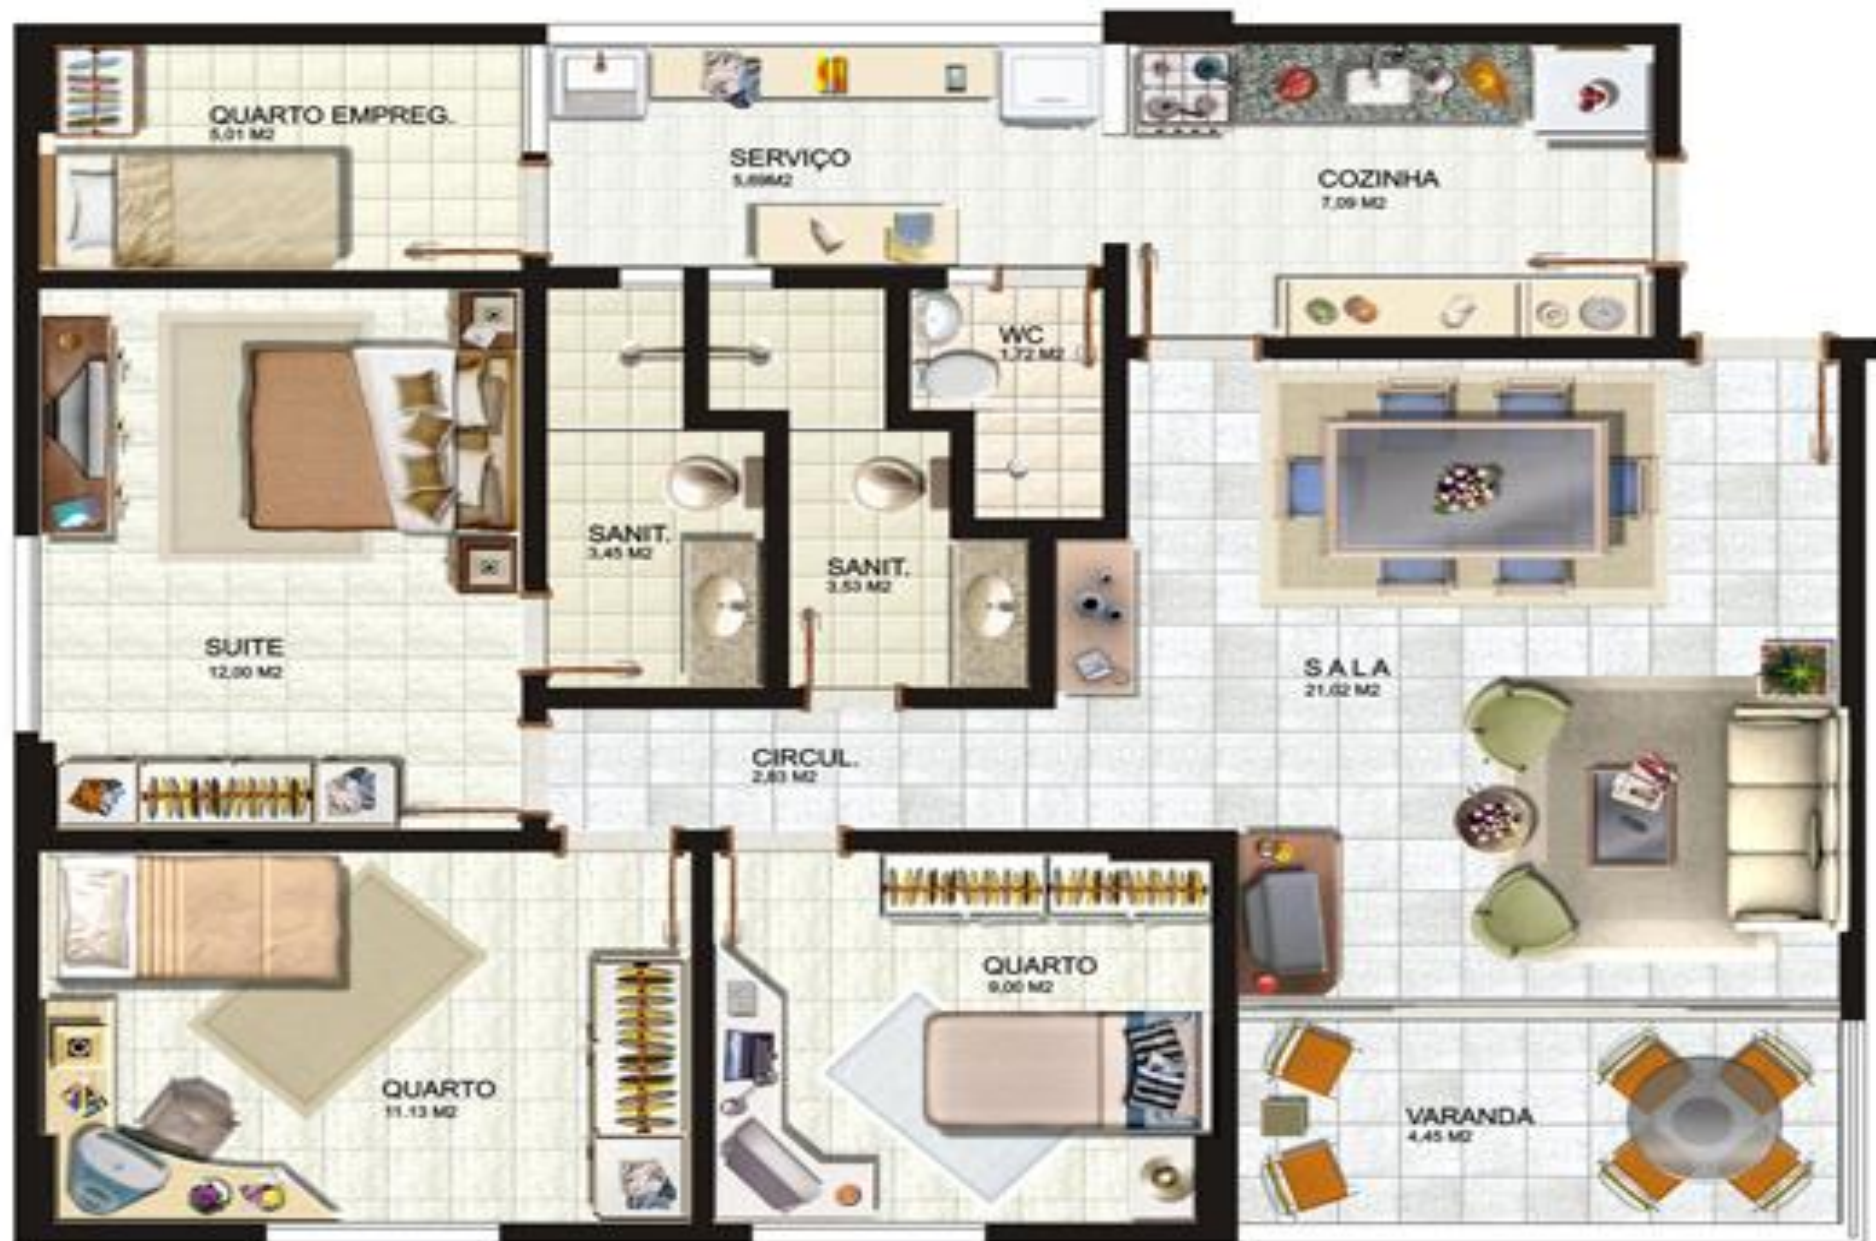 QUARTO EMPREG.
5,01 M2
SERVIÇO
5,69M2
COZINHA
7,09 M2
WC
1,72 M2
SANIT.
3,45 M2
SANIT.
3,53 M2
SUITE
12,00 M2
SALA
21,02 M2
CIRCUL.
2,83 M2
QUARTO
9,00 M2
QUARTO
11.13 M2
VARANDA
4,45 M2